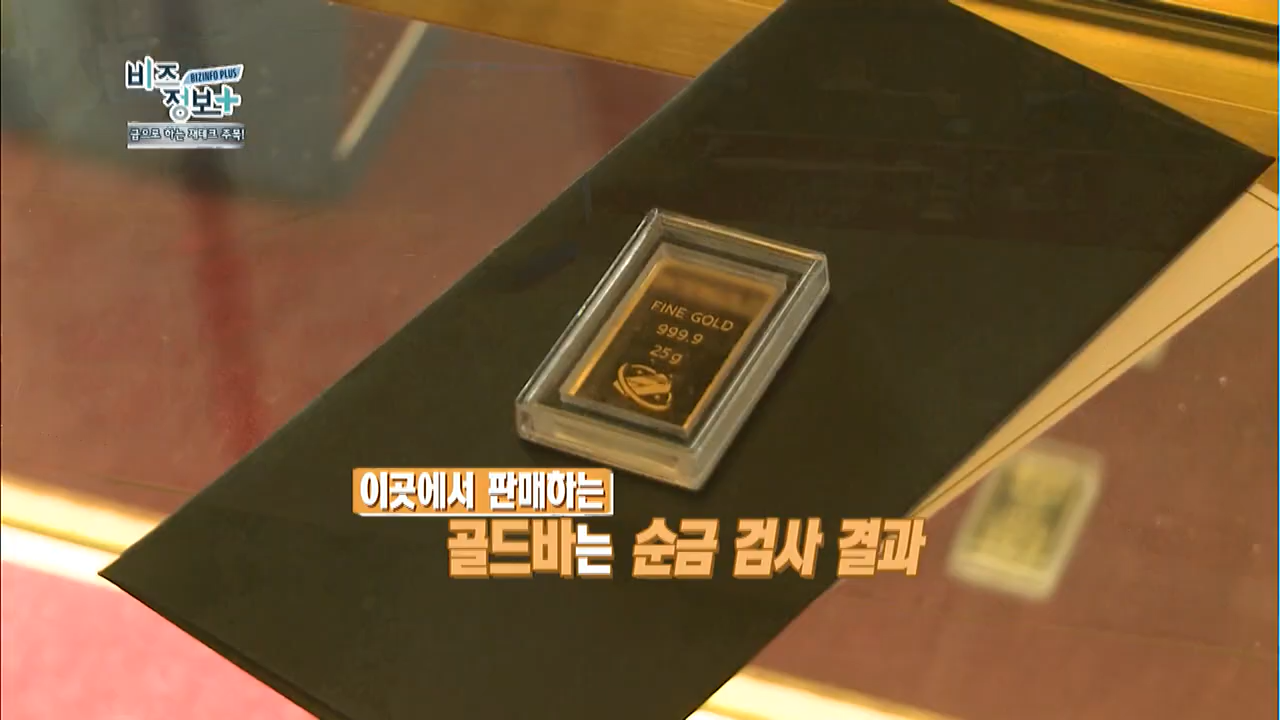 비즈
BIZINFO PLUS
정보+
금으로 하는 재테크 주목!
FINE GOLD
999.9
25g
이곳에서 판매하는
골드바는 순금 검사 결과